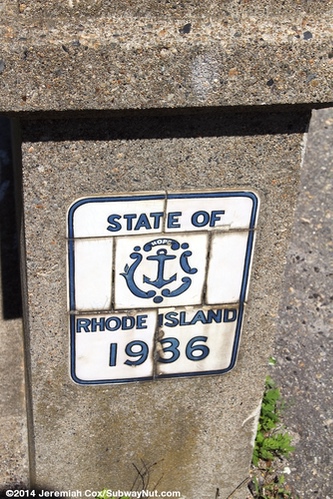 STATE OF
HOPE
RHODE ISLAND
1936
©2014 Jeremiah Cox/SubwayNut.com